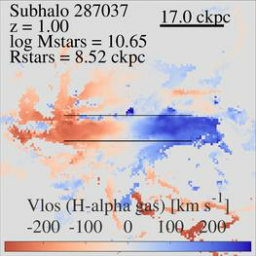 Subhalo 287037
z = 1.00
log Mstars = 10.65
Rstars = 8.52 ckpc
17.0 ckpc
Vlos (H-alpha gas) [km s⁻¹]
-200 -100 0 100 200